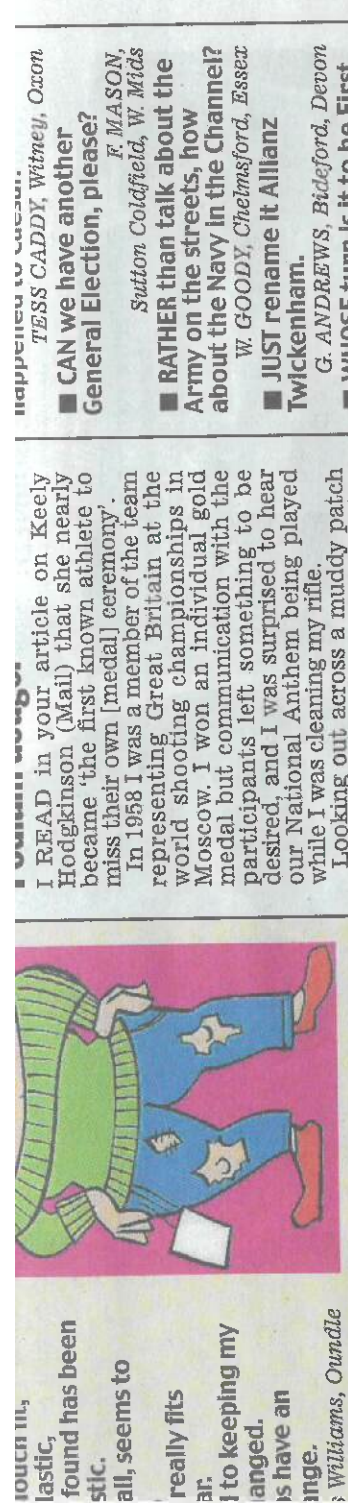 louch fit,
lastic,
found has been
stic.
all, seems to
really fits
ar.
l to keeping my
anged.
s have an
nge.
Williams, Oundle
I READ in your article on Keely
Hodgkinson (Mail) that she nearly
became ‘the first known athlete to
miss their own [medal] ceremony’.
In 1958 I was a member of the team
representing Great Britain at the
world shooting championships in
Moscow. I won an individual gold
medal but communication with the
participants left something to be
desired, and I was surprised to hear
our National Anthem being played
while I was cleaning my rifle.
Looking out across a muddy patch
happened to Caesar.
TESS CADDY, Witney, Oxon
■ CAN we have another
General Election, please?
F. MASON,
Sutton Coldfield, W. Mids
■ RATHER than talk about the
Army on the streets, how
about the Navy in the Channel?
W. GOODY, Chelmsford, Essex
■ JUST rename it Allianz
Twickenham.
G. ANDREWS, Bideford, Devon
■ WHOSE turn is it to be First